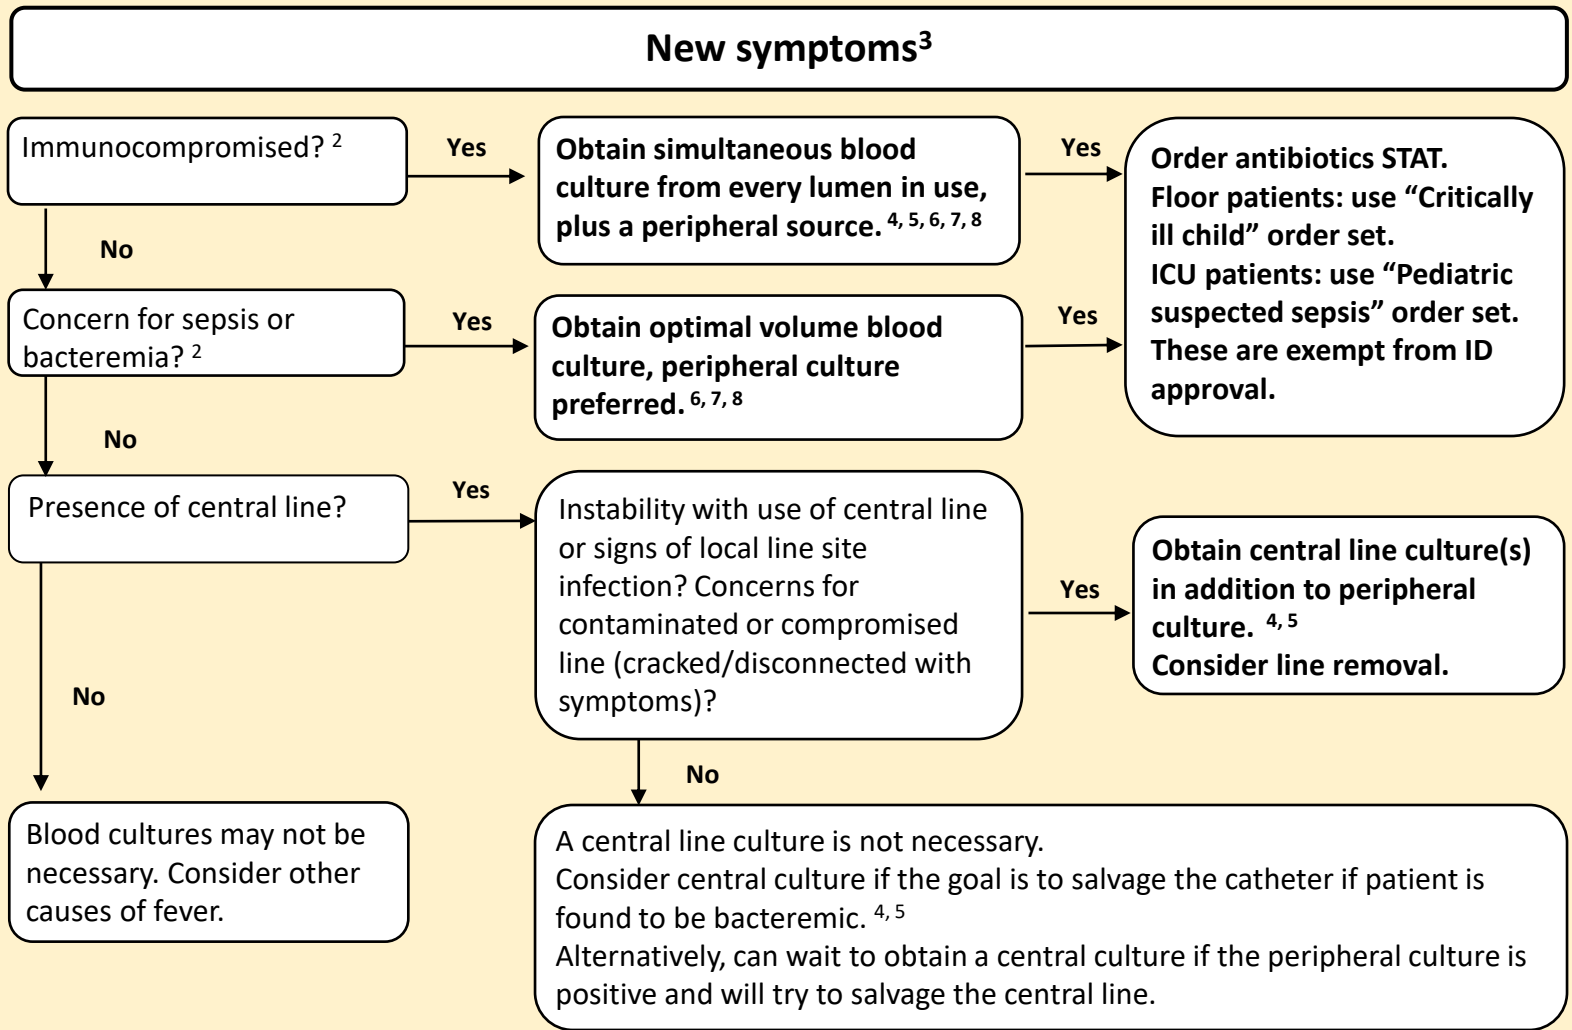 New symptoms3
Immunocompromised? 2
Yes
Obtain simultaneous blood
culture from every lumen in use,
plus a peripheral source. 4, 5, 6, 7, 8
Yes
Order antibiotics STAT.
Floor patients: use “Critically
ill child” order set.
ICU patients: use “Pediatric
suspected sepsis” order set.
These are exempt from ID
approval.
No
Concern for sepsis or
bacteremia? 2
Yes
Obtain optimal volume blood
culture, peripheral culture
preferred. 6, 7, 8
Yes
No
Presence of central line?
Yes
Instability with use of central line
or signs of local line site
infection? Concerns for
contaminated or compromised
line (cracked/disconnected with
symptoms)?
Yes
Obtain central line culture(s)
in addition to peripheral
culture. 4, 5
Consider line removal.
No
No
Blood cultures may not be
necessary. Consider other
causes of fever.
A central line culture is not necessary.
Consider central culture if the goal is to salvage the catheter if patient is
found to be bacteremic. 4, 5
Alternatively, can wait to obtain a central culture if the peripheral culture is
positive and will try to salvage the central line.